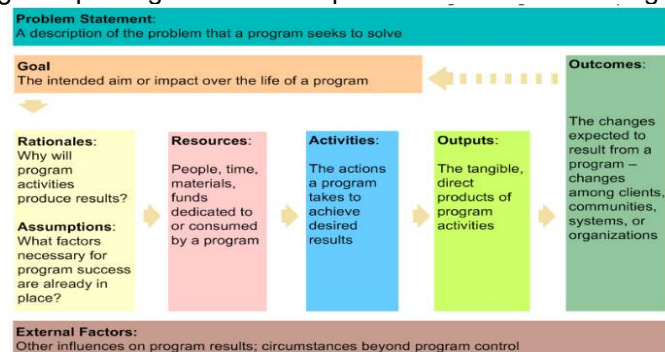 Problem Statement:
A description of the problem that a program seeks to solve
Goal
The intended aim or impact over the life of a program
Rationales:
Why will
program
activities
produce results?
Assumptions:
What factors
necessary for
program success
are already in
place?
Resources:
People, time,
materials,
funds
dedicated to
or consumed
by a program
Activities:
The actions
a program
takes to
achieve
desired
results
Outputs:
The tangible,
direct
products of
program
activities
Outcomes:
The changes
expected to
result from a
program –
changes
among clients,
communities,
systems, or
organizations
External Factors:
Other influences on program results; circumstances beyond program control